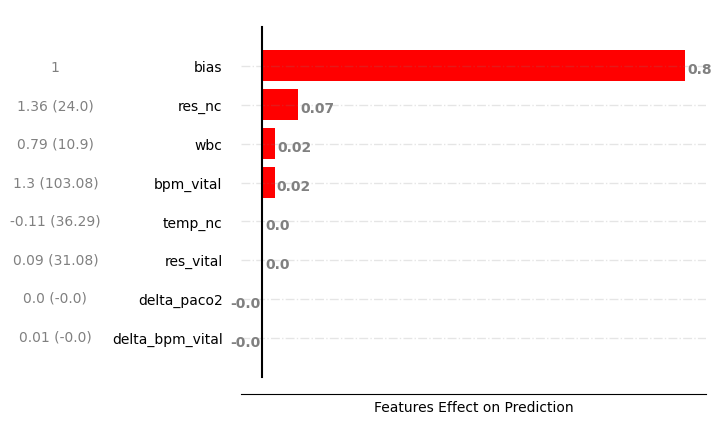 1 bias 0.8
1.36 (24.0) res_nc 0.07
0.79 (10.9) wbc 0.02
1.3 (103.08) bpm_vital 0.02
-0.11 (36.29) temp_nc 0.0
0.09 (31.08) res_vital 0.0
0.0 (-0.0) delta_paco2 -0.0
0.01 (-0.0) delta_bpm_vital -0.0
Features Effect on Prediction